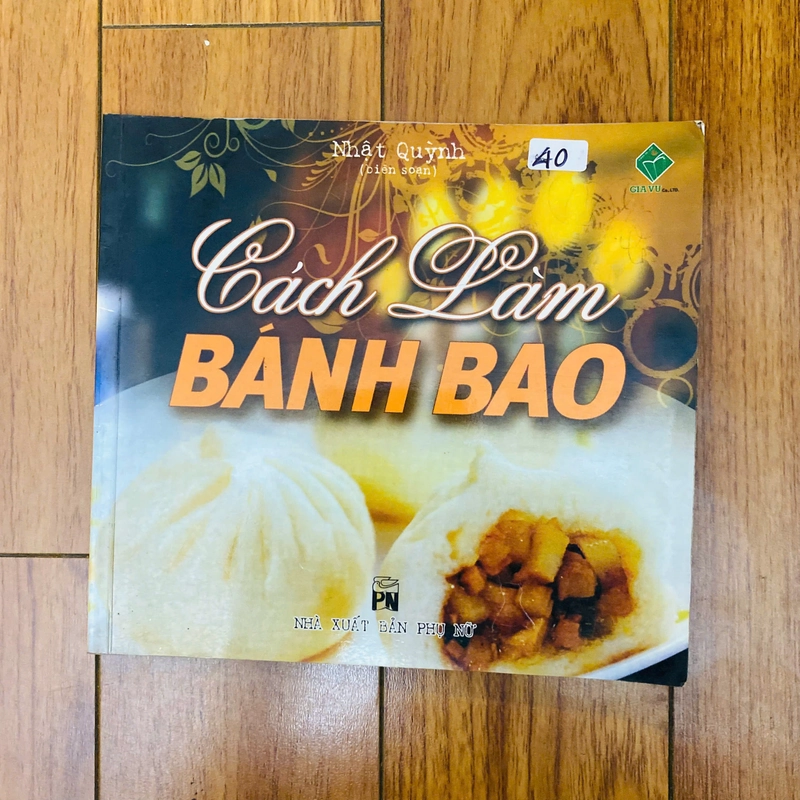 Nhật Quỳnh
(biên soạn)
40
GIA VŨ Co., LTD.
Cách Làm
BÁNH BAO
PN
NHÀ XUẤT BẢN PHỤ NỮ